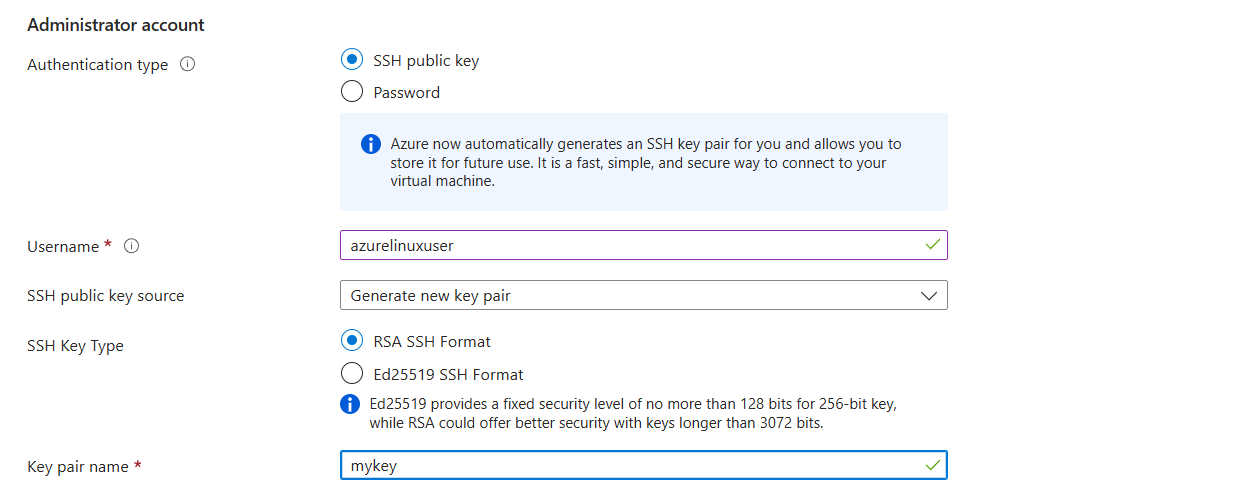 Administrator account
Authentication type
SSH public key
Password
Azure now automatically generates an SSH key pair for you and allows you to
store it for future use. It is a fast, simple, and secure way to connect to your
virtual machine.
Username *
azurelinuxuser
SSH public key source
Generate new key pair
SSH Key Type
RSA SSH Format
Ed25519 SSH Format
Ed25519 provides a fixed security level of no more than 128 bits for 256-bit key,
while RSA could offer better security with keys longer than 3072 bits.
Key pair name *
mykey